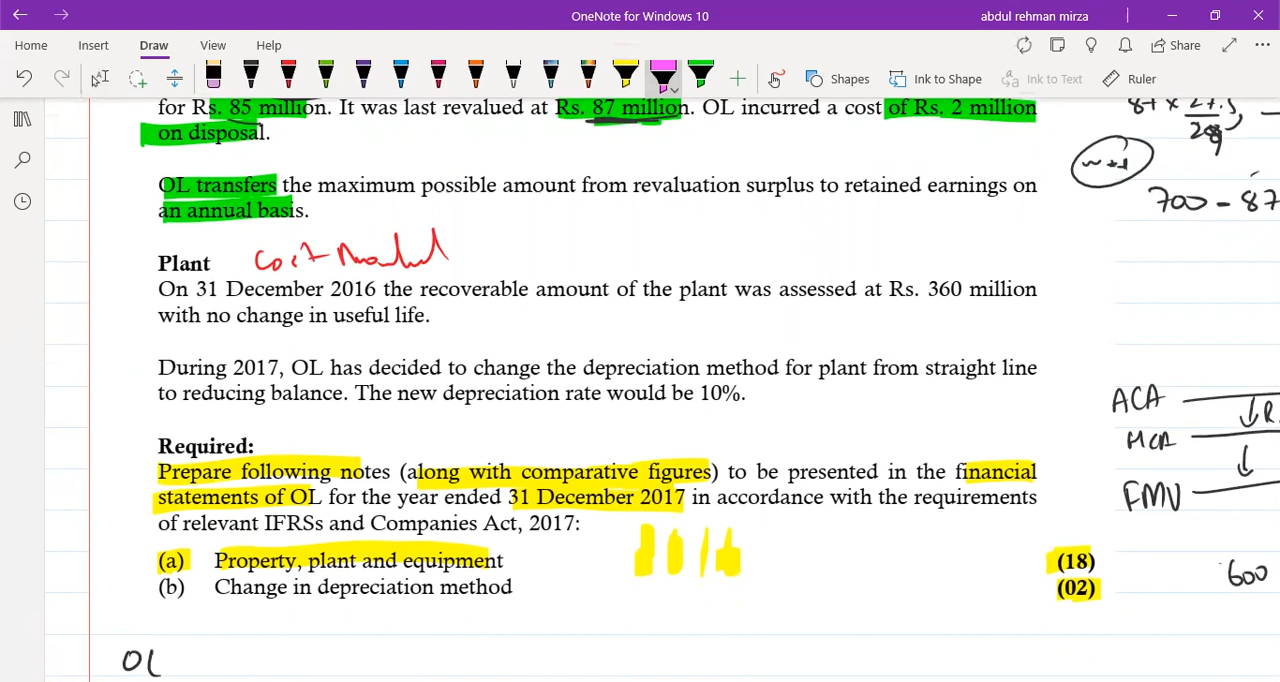 OneNote for Windows 10
abdul rehman mirza
Home Insert Draw View Help
Share
Shapes Ink to Shape Ink to Text Ruler
for Rs. 85 million. It was last revalued at Rs. 87 million. OL incurred a cost of Rs. 2 million
on disposal.
OL transfers the maximum possible amount from revaluation surplus to retained earnings on
an annual basis.
700 - 87
Plant Cost Model
On 31 December 2016 the recoverable amount of the plant was assessed at Rs. 360 million
with no change in useful life.
During 2017, OL has decided to change the depreciation method for plant from straight line
to reducing balance. The new depreciation rate would be 10%.
ACA
R.
MCA
FMV
Required:
Prepare following notes (along with comparative figures) to be presented in the financial
statements of OL for the year ended 31 December 2017 in accordance with the requirements
of relevant IFRSs and Companies Act, 2017:
2016
(a) Property, plant and equipment (18)
(b) Change in depreciation method (02)
600
OL